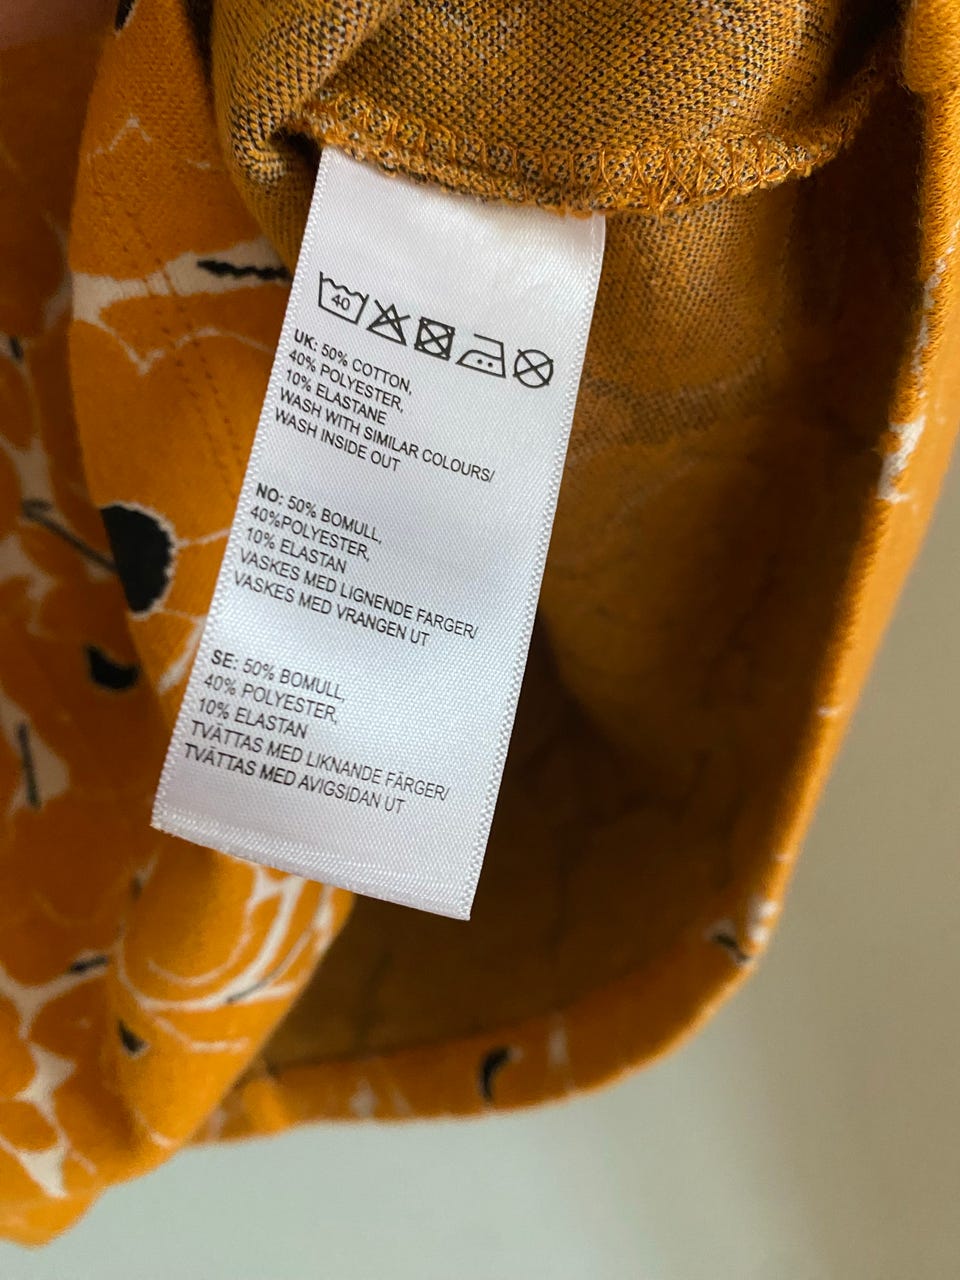 40
UK: 50% COTTON,
40% POLYESTER,
10% ELASTANE
WASH WITH SIMILAR COLOURS/
WASH INSIDE OUT
NO: 50% BOMULL,
40%POLYESTER,
10% ELASTAN
VASKES MED LIGNENDE FARGER/
VASKES MED VRANGEN UT
SE: 50% BOMULL,
40% POLYESTER,
10% ELASTAN
TVÄTTAS MED LIKNANDE FÄRGER/
TVÄTTAS MED AVIGSIDAN UT